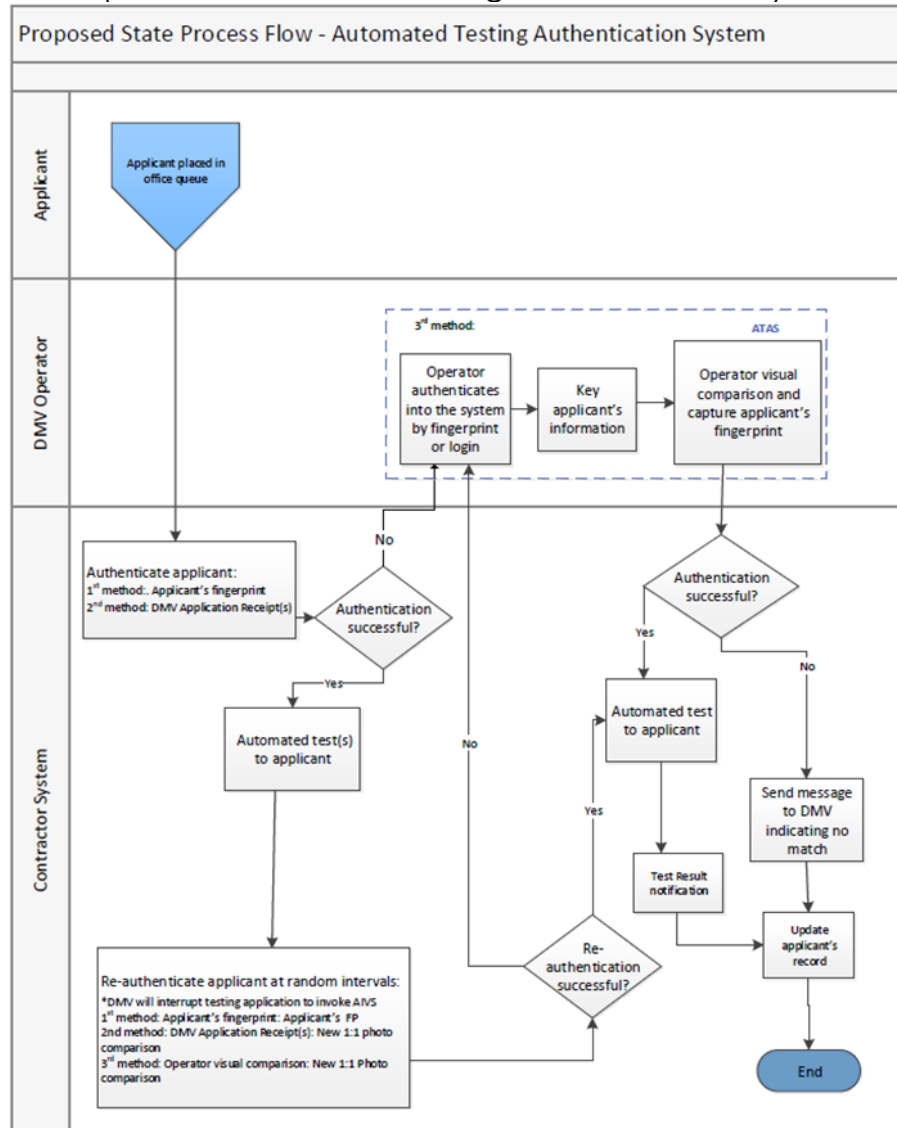 Proposed State Process Flow - Automated Testing Authentication System
Applicant
Applicant placed in
office queue
DMV Operator
3rd method:
ATAS
Operator
authenticates
into the system
by fingerprint
or login
Key
applicant's
information
Operator visual
comparison and
capture applicant's
fingerprint
Contractor System
Authenticate applicant:
1st method:. Applicant's fingerprint
2nd method: DMV Application Receipt(s)
No
Authentication
successful?
Yes
Automated test(s)
to applicant
Re-authenticate applicant at random intervals:
*DMV will interrupt testing application to invoke AIVS
1st method: Applicant's fingerprint: Applicant's FP
2nd method: DMV Application Receipt(s): New 1:1 photo
comparison
3rd method: Operator visual comparison: New 1:1 Photo
comparison
No
Re-
authentication
successful?
Yes
Authentication
successful?
Yes
No
Automated test
to applicant
Test Result
notification
Send message
to DMV
indicating no
match
Update
applicant's
record
End